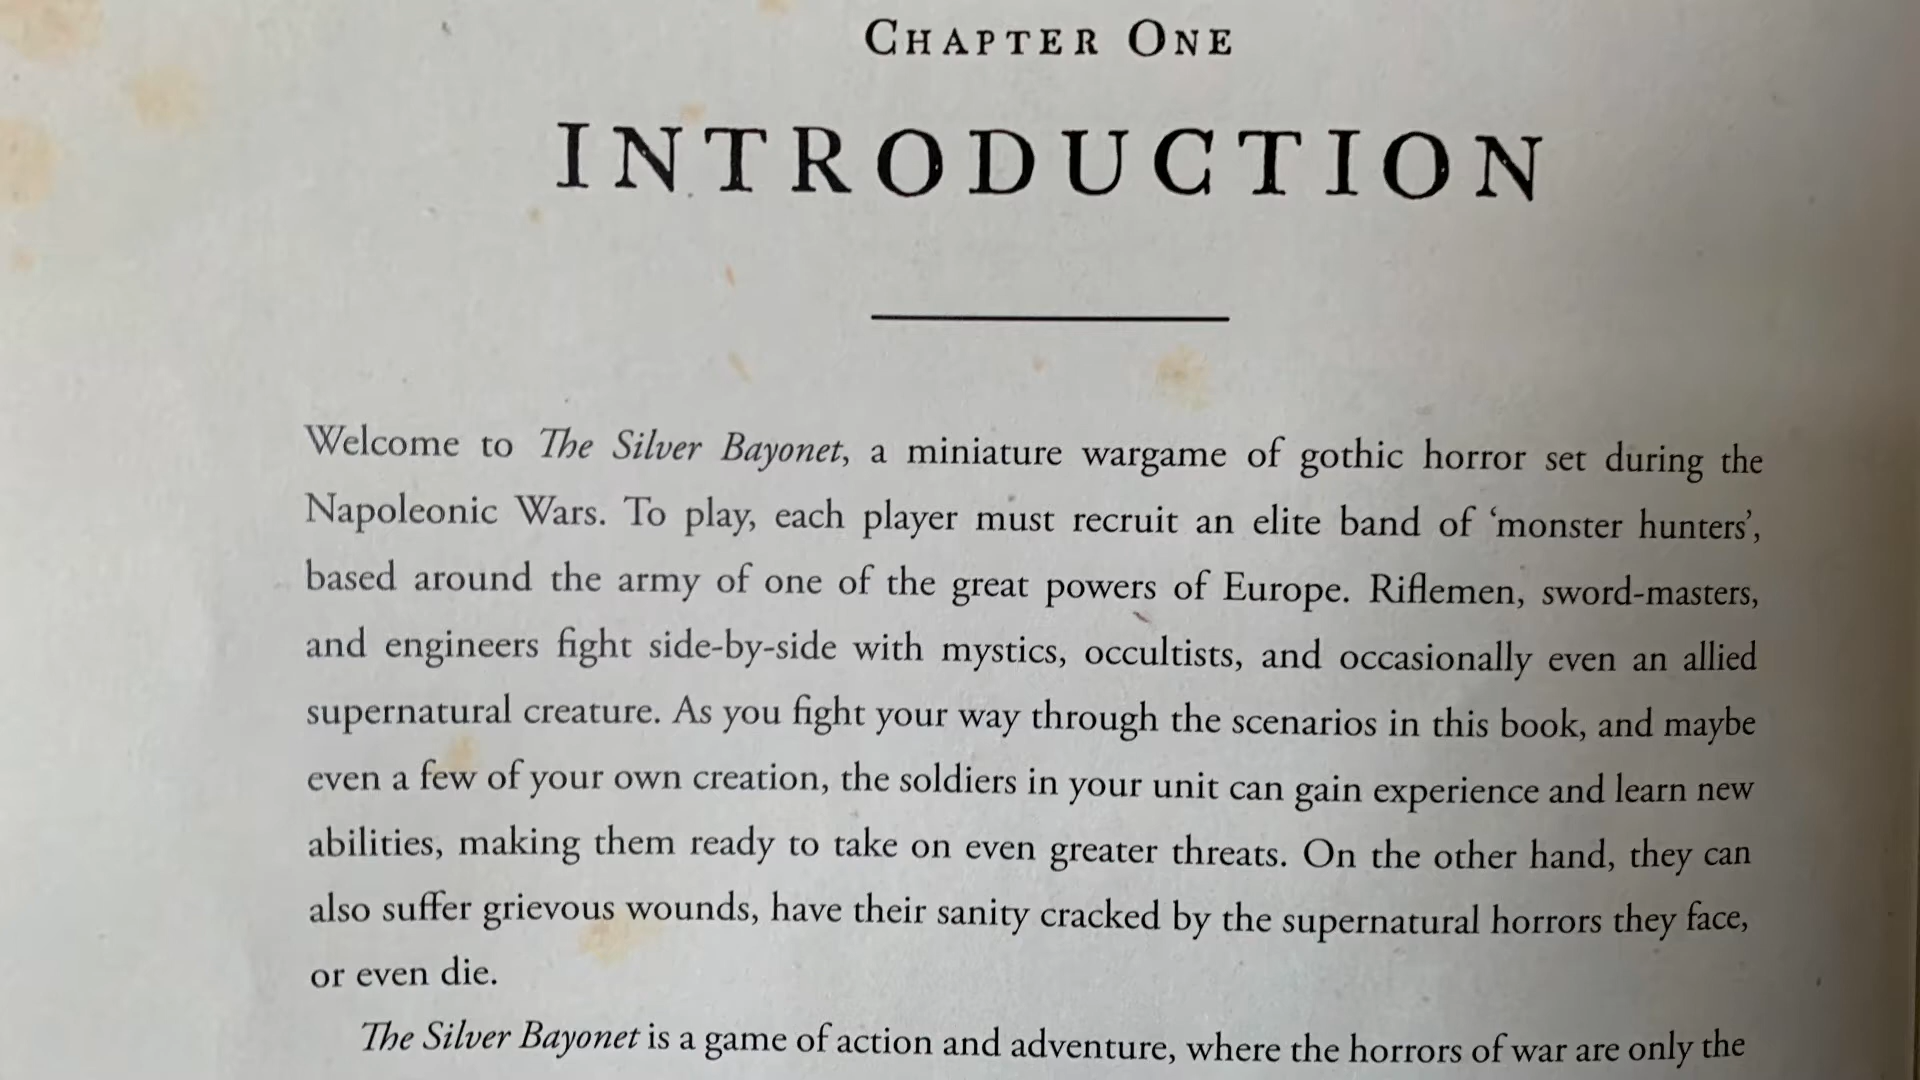 CHAPTER ONE
INTRODUCTION
Welcome to The Silver Bayonet, a miniature wargame of gothic horror set during the
Napoleonic Wars. To play, each player must recruit an elite band of ‘monster hunters’,
based around the army of one of the great powers of Europe. Riflemen, sword-masters,
and engineers fight side-by-side with mystics, occultists, and occasionally even an allied
supernatural creature. As you fight your way through the scenarios in this book, and maybe
even a few of your own creation, the soldiers in your unit can gain experience and learn new
abilities, making them ready to take on even greater threats. On the other hand, they can
also suffer grievous wounds, have their sanity cracked by the supernatural horrors they face,
or even die.
The Silver Bayonet is a game of action and adventure, where the horrors of war are only the